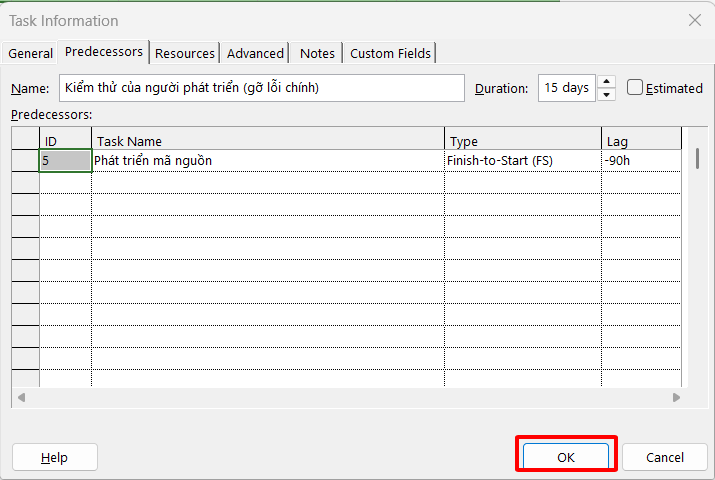 Task Information
General Predecessors Resources Advanced Notes Custom Fields
Name: Kiểm thử của người phát triển (gỡ lỗi chính) Duration: 15 days Estimated
Predecessors:
ID Task Name Type Lag
5 Phát triển mã nguồn Finish-to-Start (FS) -90h
Help OK Cancel